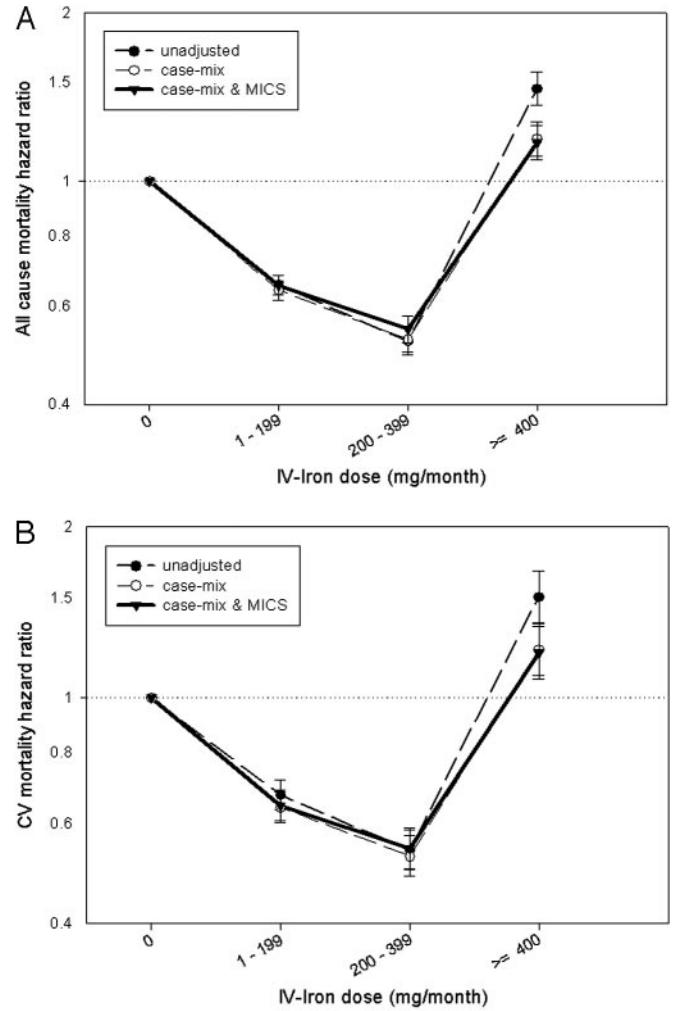 A
2
unadjusted
case-mix
case-mix & MICS
1.5
1
0.8
0.6
0.4
All cause mortality hazard ratio
0
1 - 199
200 - 399
>= 400
IV-Iron dose (mg/month)
B
2
unadjusted
case-mix
case-mix & MICS
1.5
1
0.8
0.6
0.4
CV mortality hazard ratio
0
1 - 199
200 - 399
>= 400
IV-Iron dose (mg/month)